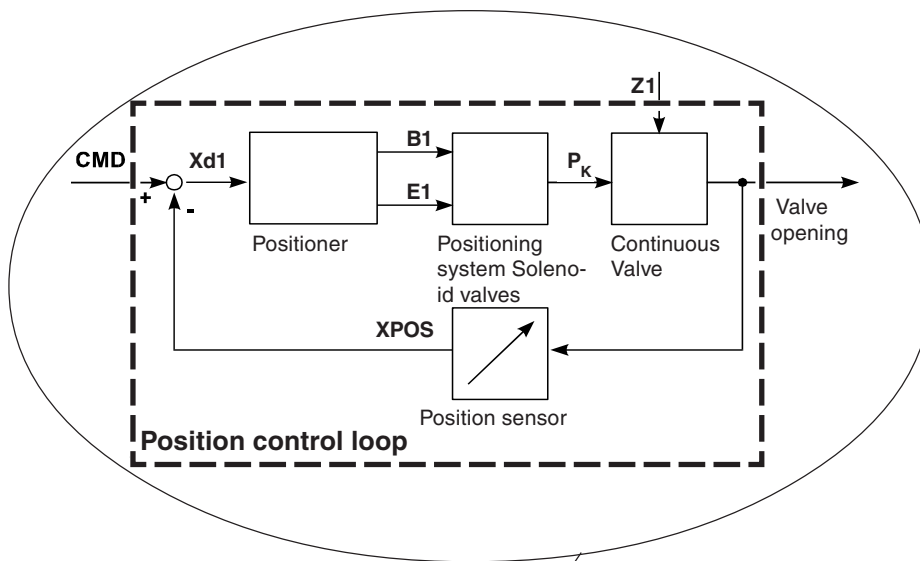 Z1
CMD
Xd1
B1
P_K
+
-
E1
Positioner
Positioning
system Soleno-
id valves
Continuous
Valve
Valve
opening
XPOS
Position sensor
Position control loop